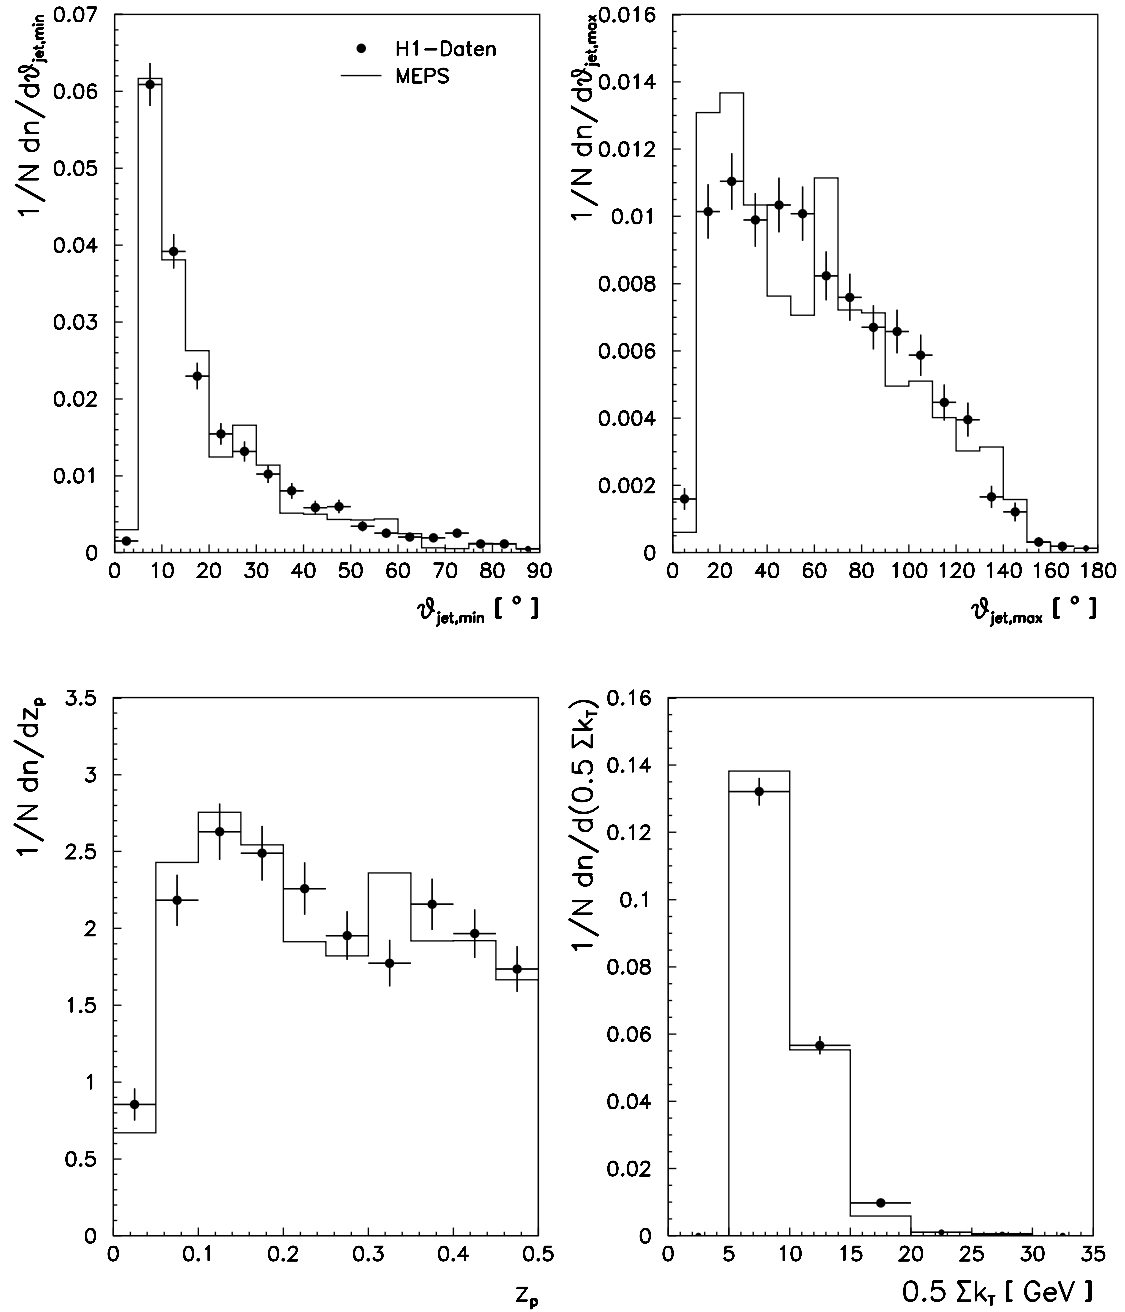 1/N dn/dϑjet,min
0.07
0.06
0.05
0.04
0.03
0.02
0.01
0
H1-Daten
MEPS
0 10 20 30 40 50 60 70 80 90
ϑjet,min [ ° ]
1/N dn/dϑjet,max
0.016
0.014
0.012
0.01
0.008
0.006
0.004
0.002
0
0 20 40 60 80 100 120 140 160 180
ϑjet,max [ ° ]
1/N dn/dzp
3.5
3
2.5
2
1.5
1
0.5
0
0 0.1 0.2 0.3 0.4 0.5
zp
1/N dn/d(0.5 ΣkT)
0.16
0.14
0.12
0.1
0.08
0.06
0.04
0.02
0
0 5 10 15 20 25 30 35
0.5 ΣkT [ GeV ]